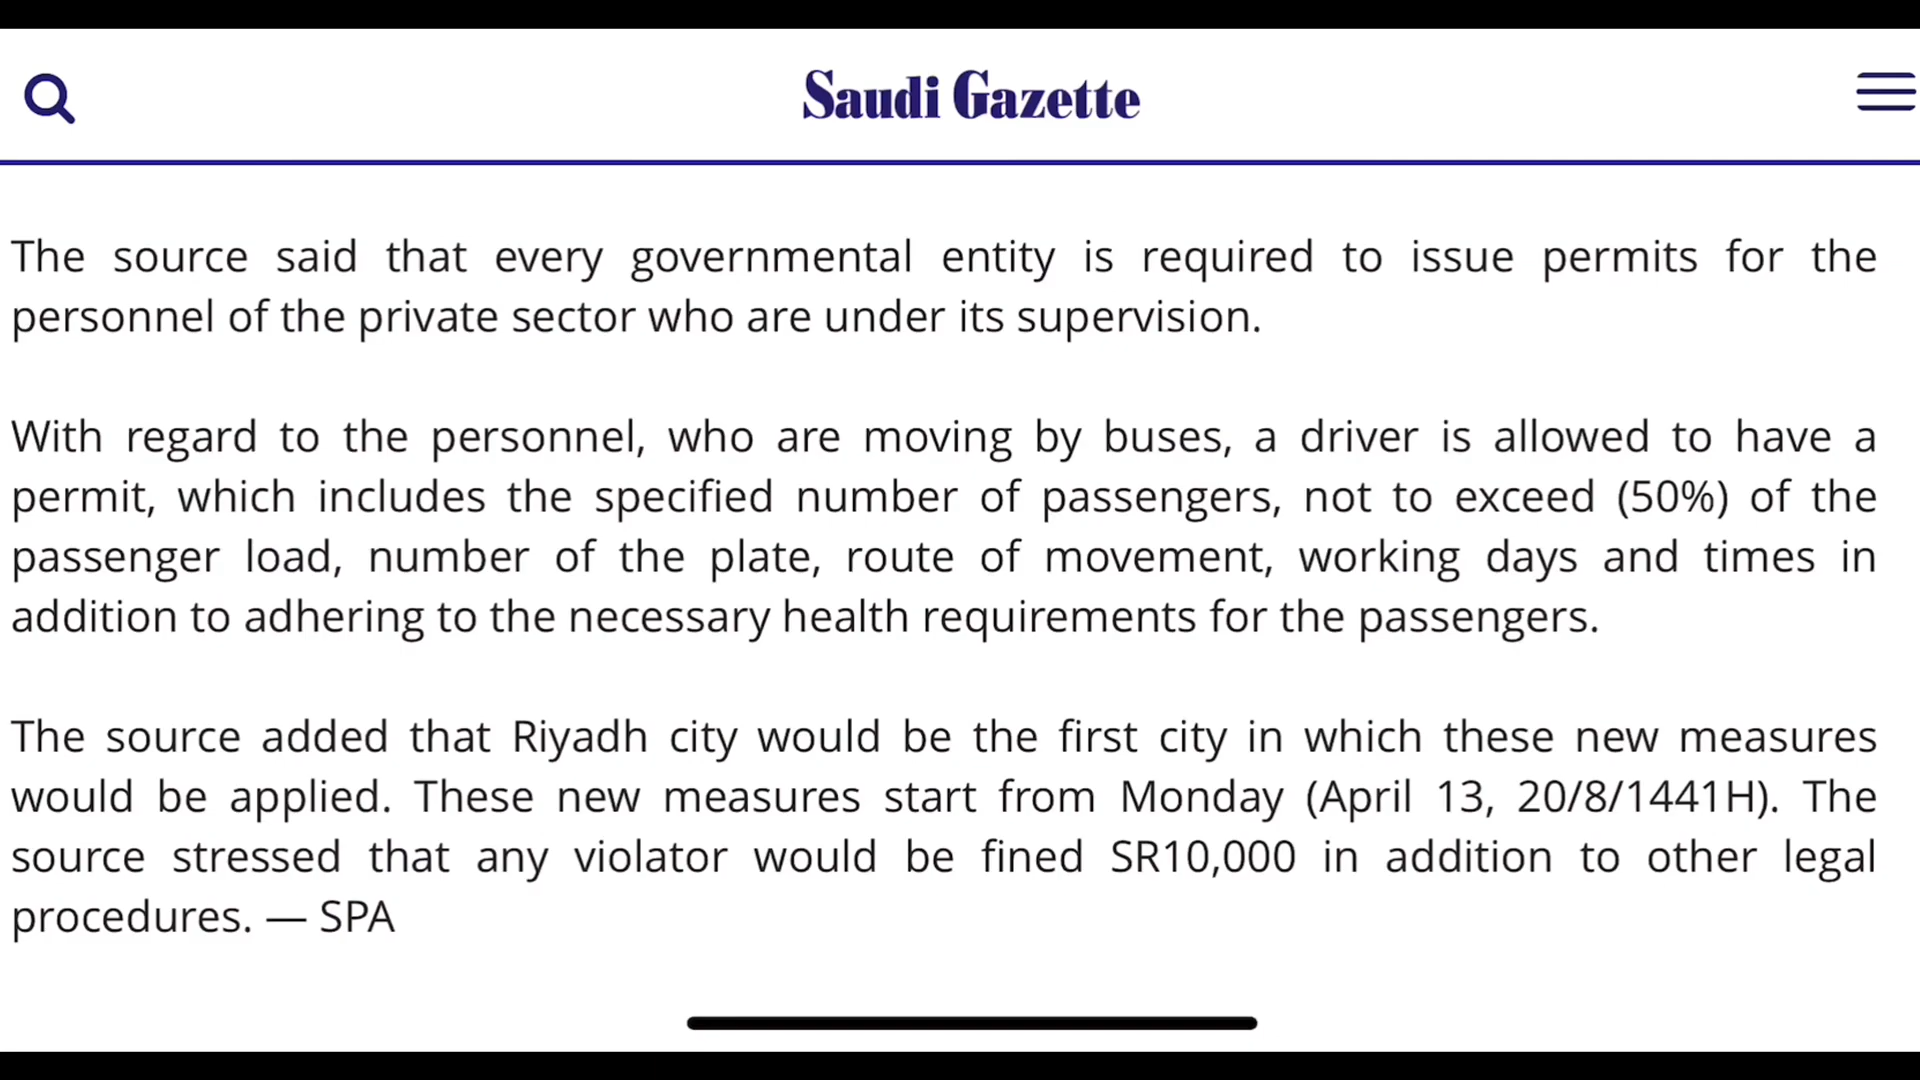 Saudi Gazette
The source said that every governmental entity is required to issue permits for the
personnel of the private sector who are under its supervision.
With regard to the personnel, who are moving by buses, a driver is allowed to have a
permit, which includes the specified number of passengers, not to exceed (50%) of the
passenger load, number of the plate, route of movement, working days and times in
addition to adhering to the necessary health requirements for the passengers.
The source added that Riyadh city would be the first city in which these new measures
would be applied. These new measures start from Monday (April 13, 20/8/1441H). The
source stressed that any violator would be fined SR10,000 in addition to other legal
procedures. — SPA